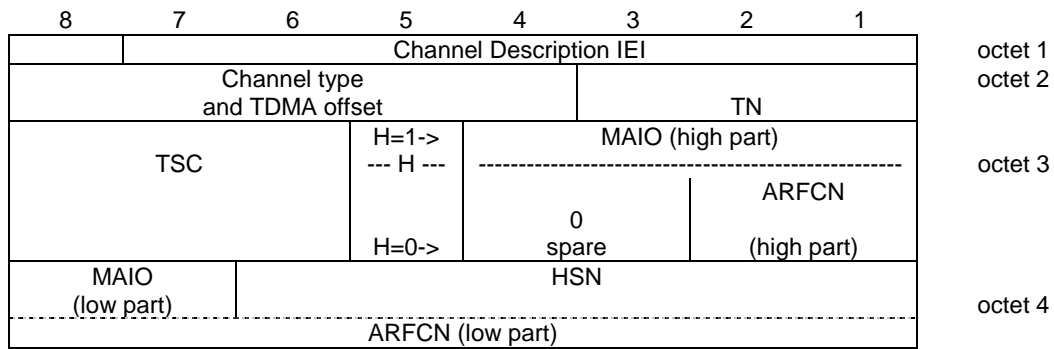 8 7 6 5 4 3 2 1
Channel Description IEI octet 1
Channel type octet 2
and TDMA offset TN
H=1-> MAIO (high part)
TSC --- H --- ------------------------------------------------------ octet 3
ARFCN
0
H=0-> spare (high part)
MAIO HSN
(low part) octet 4
ARFCN (low part)